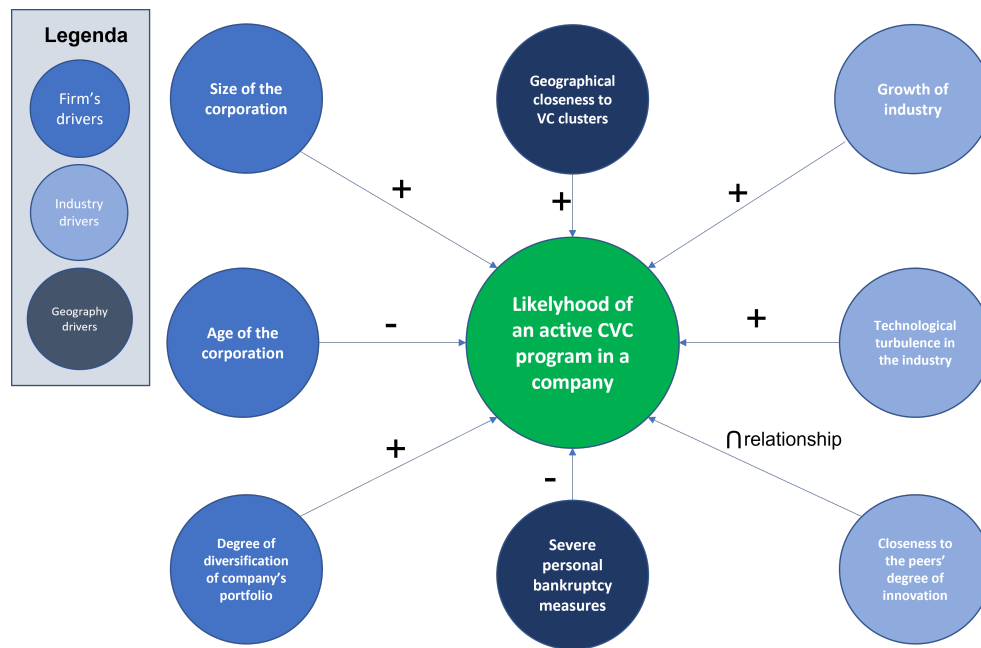 Legenda
Firm's
drivers
Industry
drivers
Geography
drivers
Size of the
corporation
Geographical
closeness to
VC clusters
Growth of
industry
+
+
+
Age of the
corporation
-
Likelyhood of
an active CVC
program in a
company
+
Technological
turbulence in
the industry
+
∩relationship
-
Degree of
diversification
of company's
portfolio
Severe
personal
bankruptcy
measures
Closeness to
the peers'
degree of
innovation